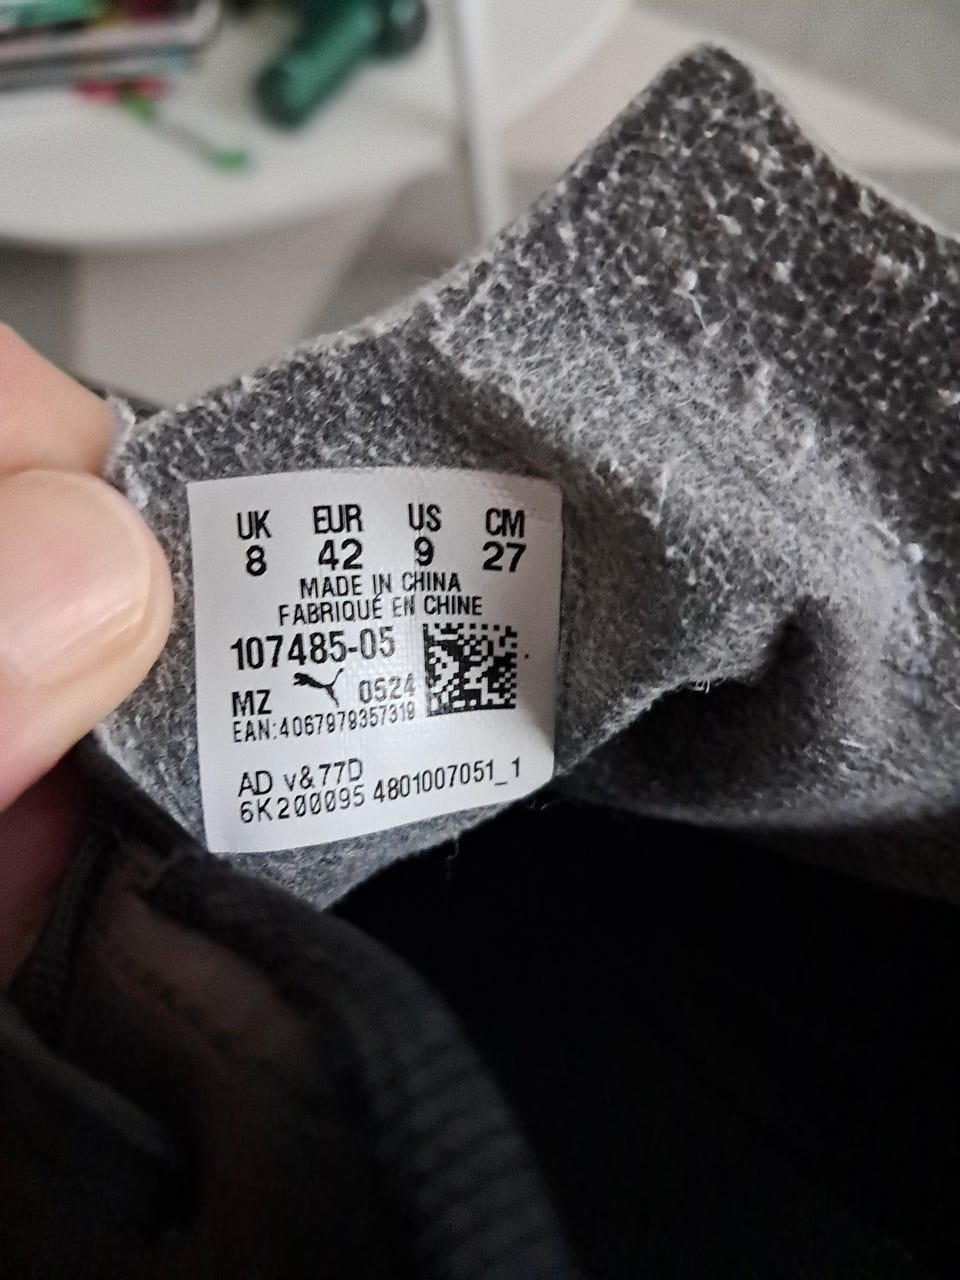 UK EUR US CM
8 42 9 27
MADE IN CHINA
FABRIQUÉ EN CHINE
107485-05
MZ 0524
EAN:4067979357319
AD v&77D
6K200095 4801007051_1